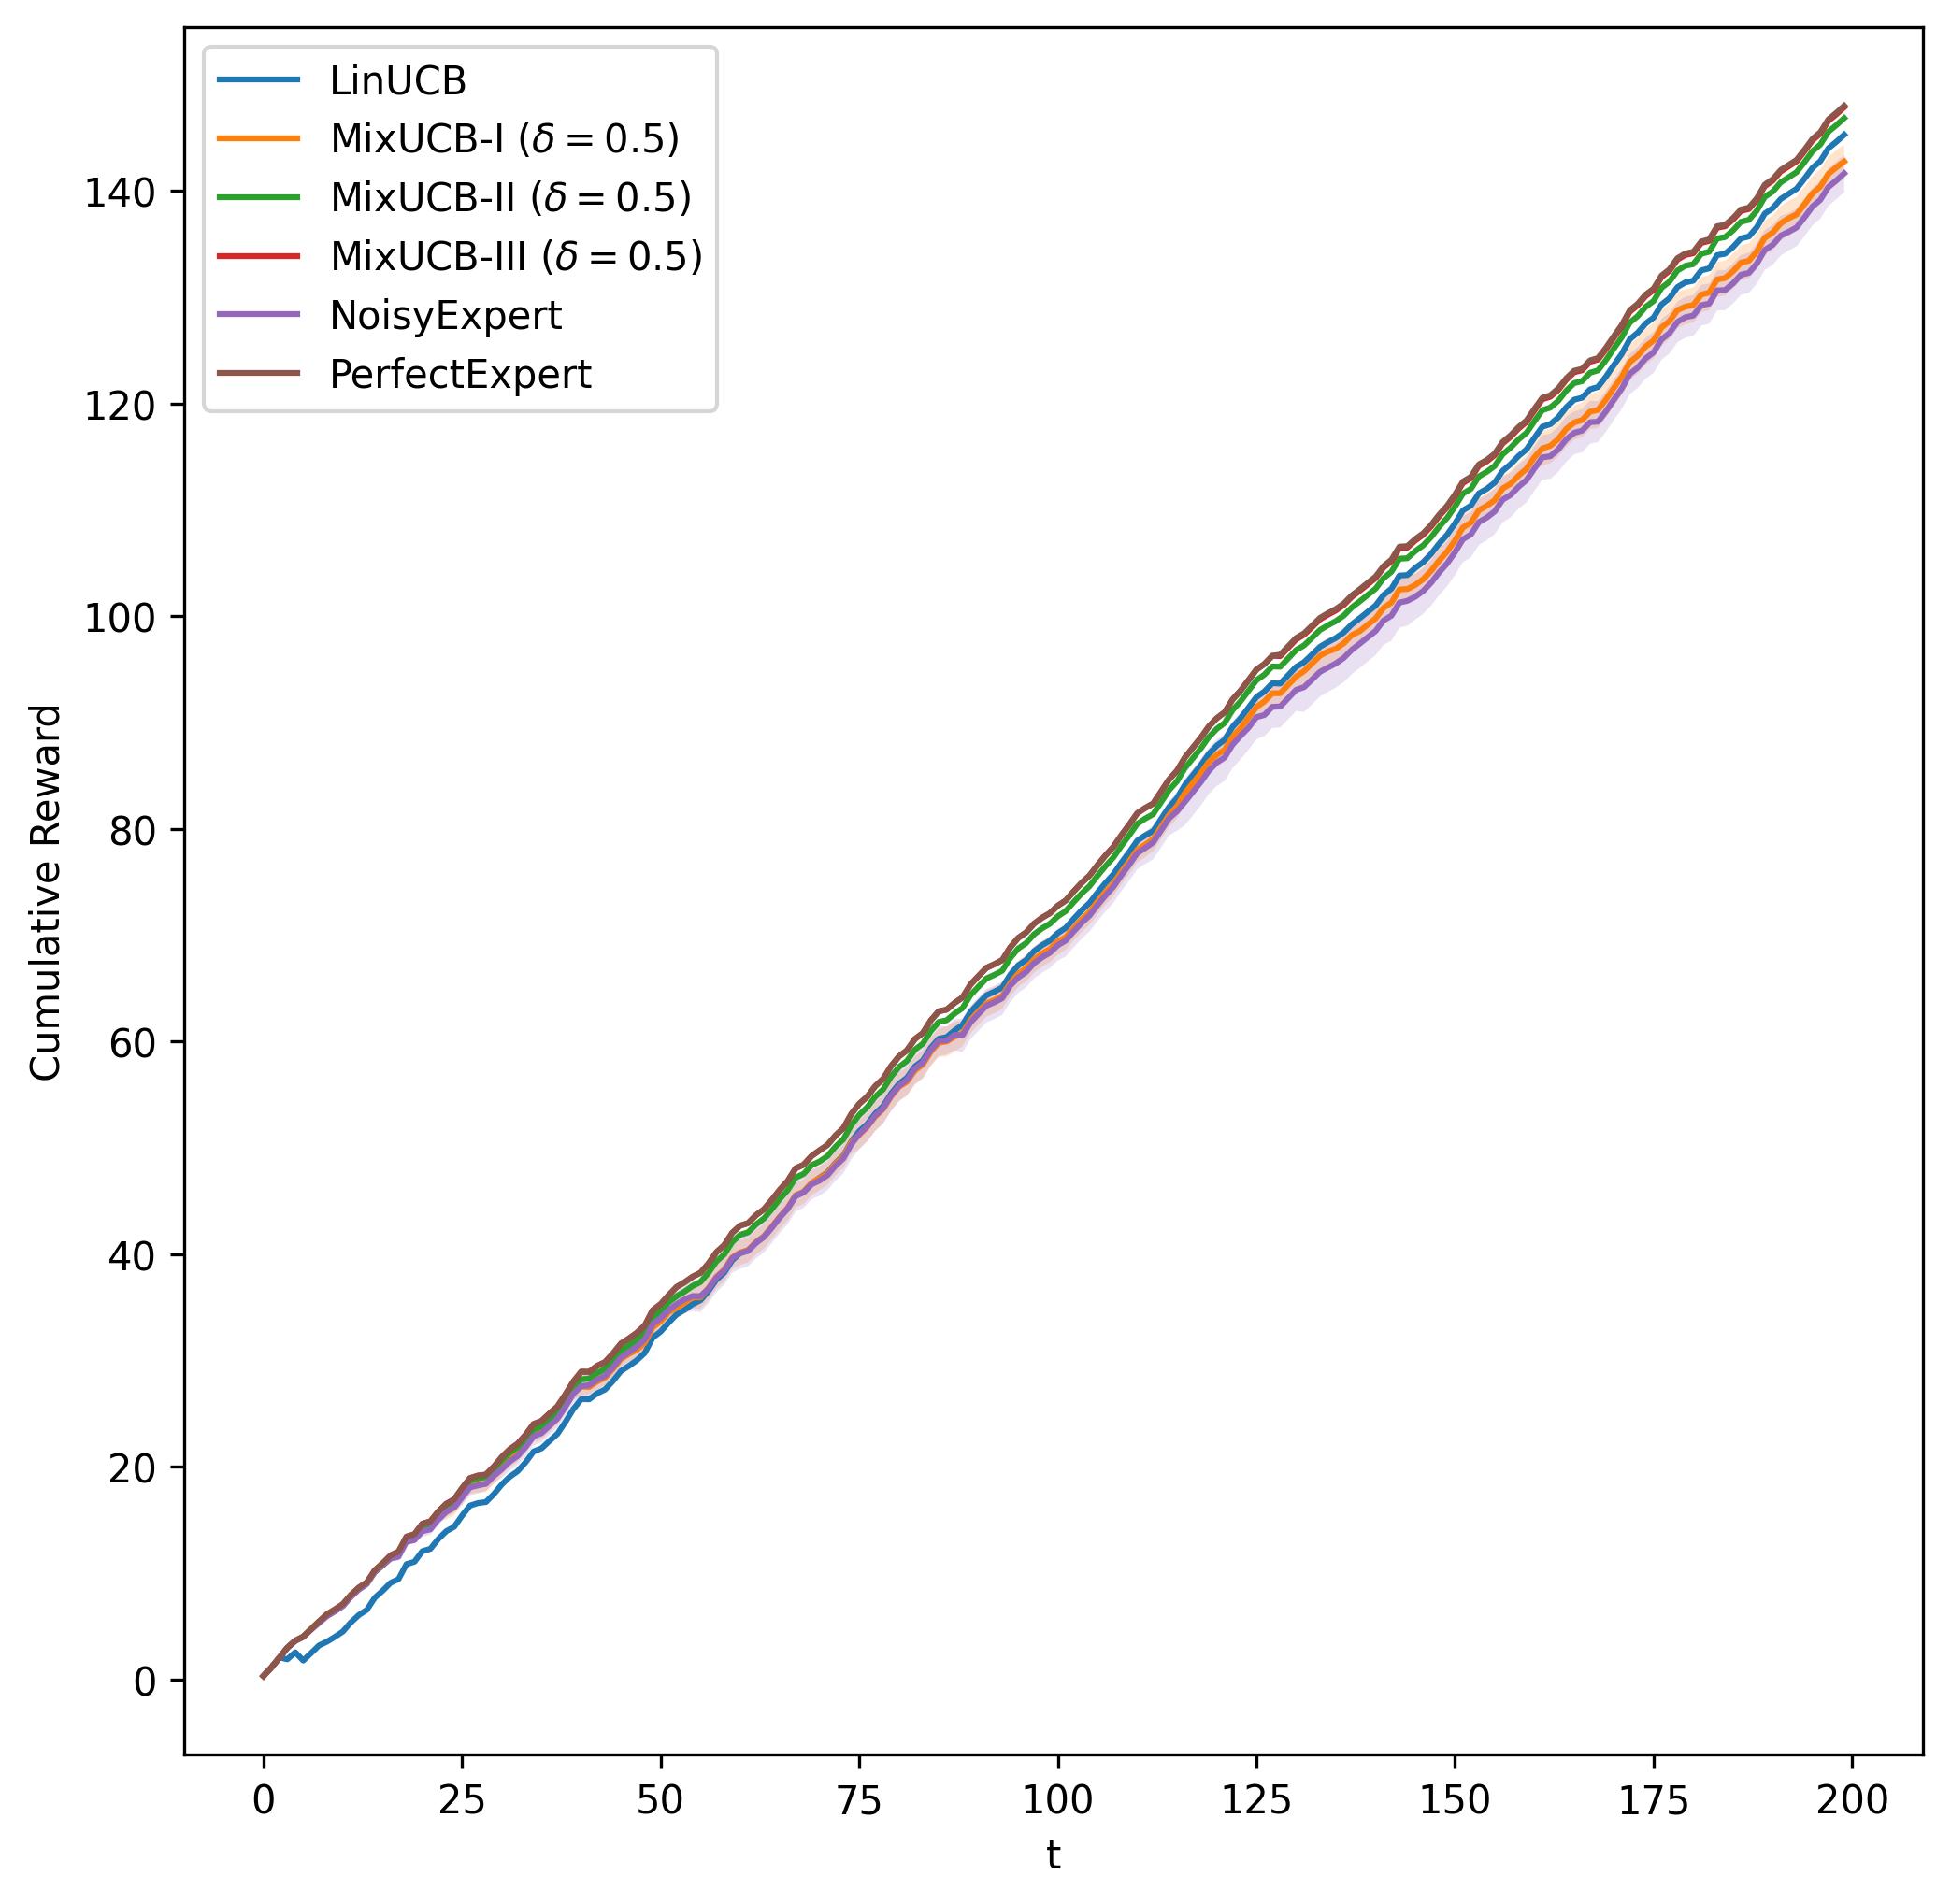 LinUCB
MixUCB-I (δ = 0.5)
MixUCB-II (δ = 0.5)
MixUCB-III (δ = 0.5)
NoisyExpert
PerfectExpert
140
120
100
80
60
40
20
0
Cumulative Reward
0 25 50 75 100 125 150 175 200
t